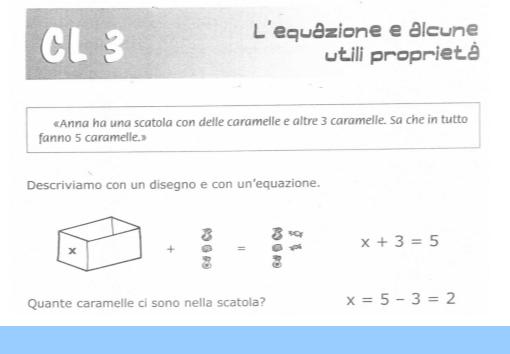 CL 3
L'equazione e alcune
utili proprietà
«Anna ha una scatola con delle caramelle e altre 3 caramelle. Sa che in tutto
fanno 5 caramelle.»
Descriviamo con un disegno e con un'equazione.
x + = x + 3 = 5
Quante caramelle ci sono nella scatola? x = 5 – 3 = 2